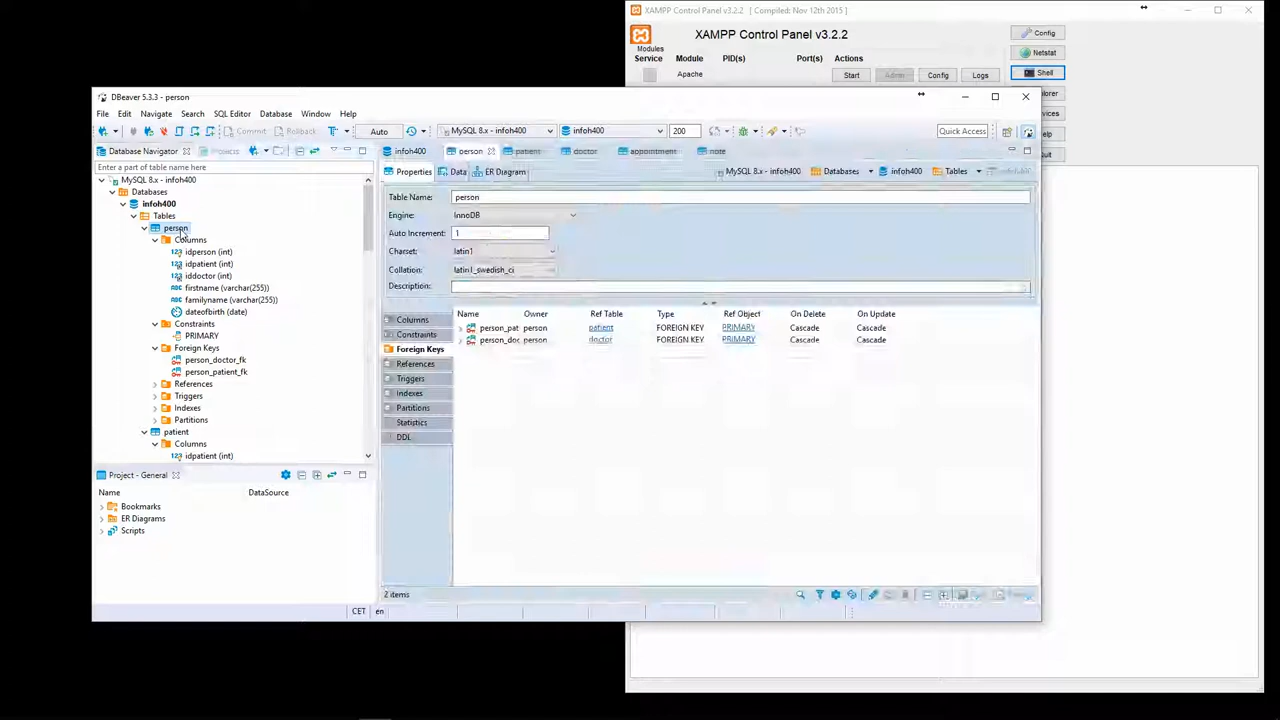 XAMPP Control Panel v3.2.2 [ Compiled: Nov 12th 2015 ]
XAMPP Control Panel v3.2.2
Config
Modules
Service
Module
PID(s)
Port(s)
Actions
Netstat
Apache
Start
Admin
Config
Logs
Shell
DBeaver 5.3.3 - person
File Edit Navigate Search SQL Editor Database Window Help
Commit
Rollback
Auto
MySQL 8.x - infoh400
infoh400
200
Quick Access
Database Navigator
Projects
infoh400
person
patient
doctor
appointment
note
Enter a part of table name here
Properties
Data
ER Diagram
MySQL 8.x - infoh400
Databases
infoh400
Tables
infoh400
MySQL 8.x - infoh400
Databases
infoh400
Tables
person
Columns
idperson (int)
idpatient (int)
iddoctor (int)
firstname (varchar(255))
familyname (varchar(255))
dateofbirth (date)
Constraints
PRIMARY
Foreign Keys
person_doctor_fk
person_patient_fk
References
Triggers
Indexes
Partitions
patient
Columns
idpatient (int)
Table Name: person
Engine: InnoDB
Auto Increment: 1
Charset: latin1
Collation: latin1_swedish_ci
Description:
Columns
Constraints
Foreign Keys
References
Triggers
Indexes
Partitions
Statistics
DDL
Name Owner Ref Table Type Ref Object On Delete On Update
person_pat person patient FOREIGN KEY PRIMARY Cascade Cascade
person_doc person doctor FOREIGN KEY PRIMARY Cascade Cascade
2 items
Project - General
Name DataSource
Bookmarks
ER Diagrams
Scripts
CET en